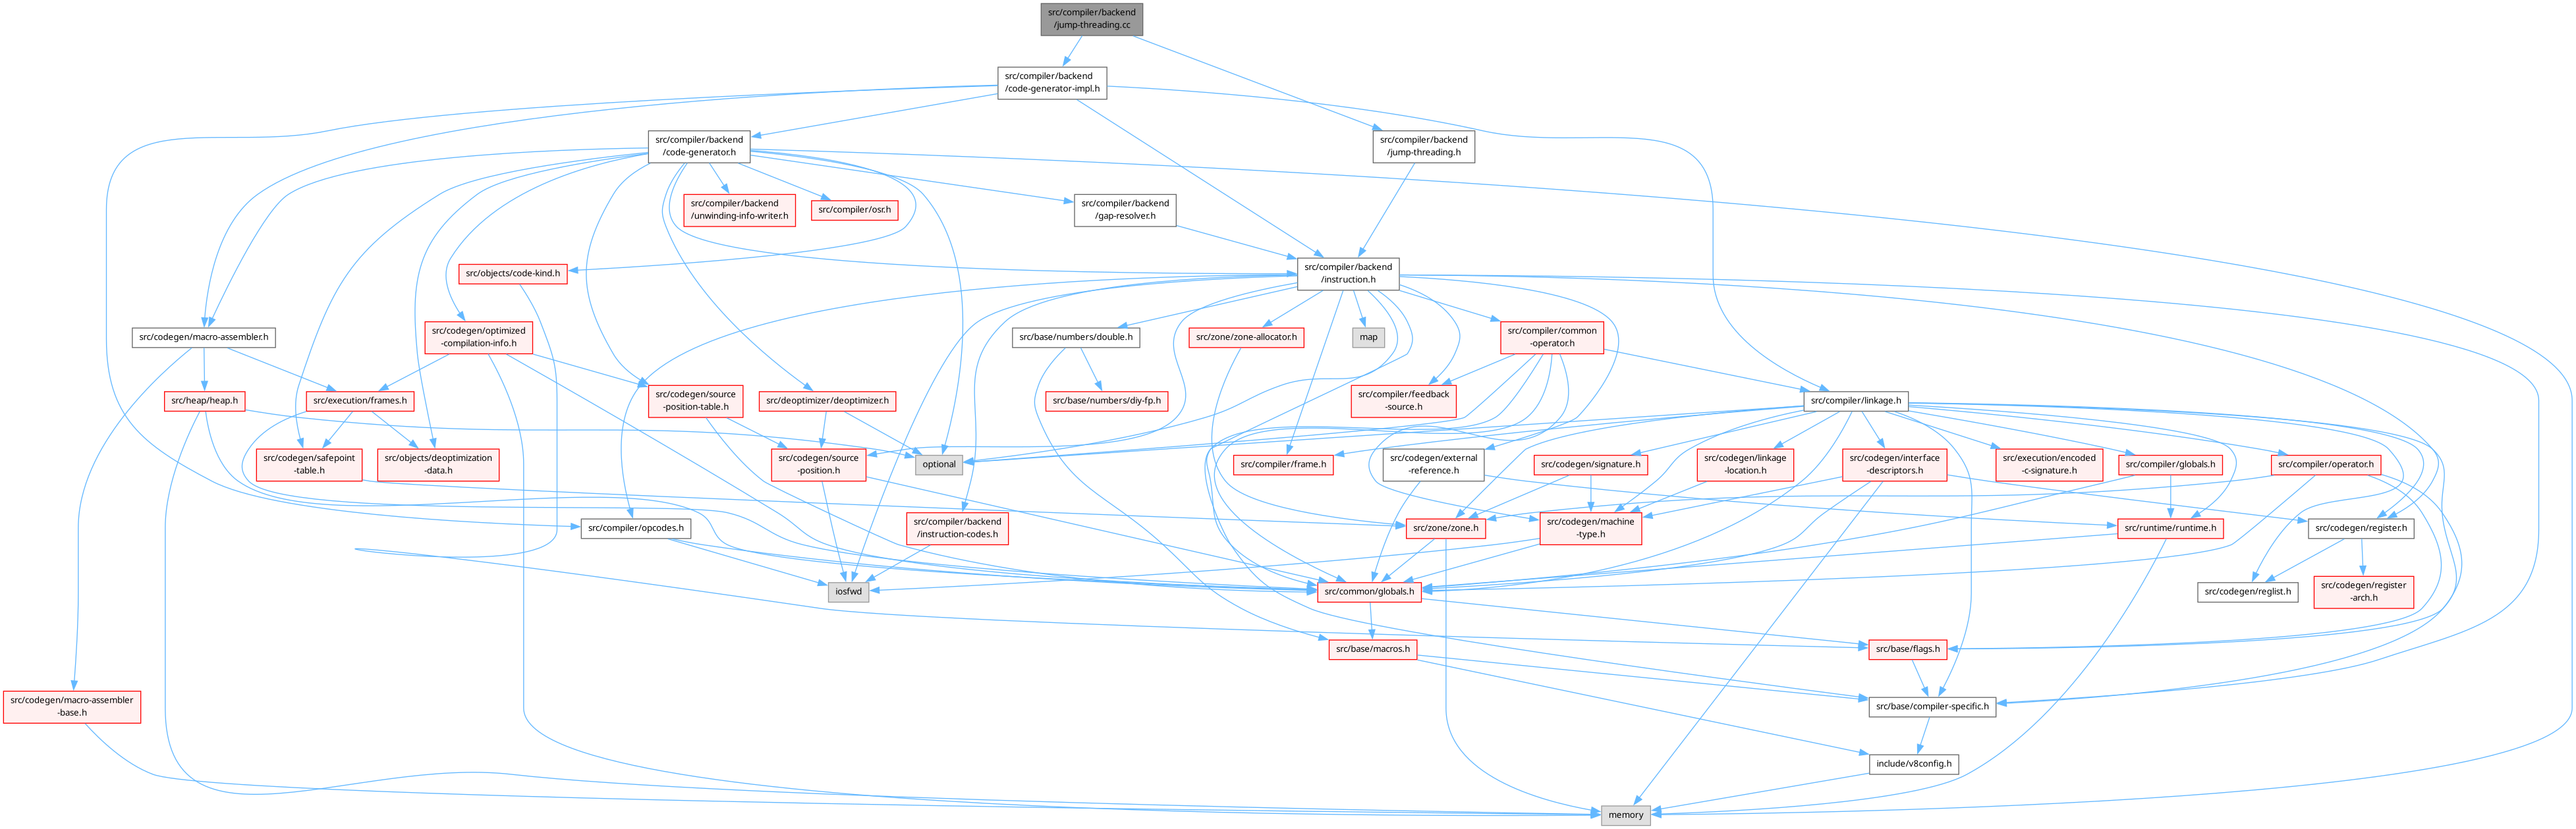 src/compiler/backend
/jump-threading.cc
src/compiler/backend
/code-generator-impl.h
src/compiler/backend
/code-generator.h
src/compiler/backend
/jump-threading.h
src/compiler/backend
/unwinding-info-writer.h
src/compiler/osr.h
src/compiler/backend
/gap-resolver.h
src/objects/code-kind.h
src/compiler/backend
/instruction.h
src/codegen/macro-assembler.h
src/codegen/optimized
-compilation-info.h
src/base/numbers/double.h
src/zone/zone-allocator.h
map
src/compiler/common
-operator.h
src/heap/heap.h
src/execution/frames.h
src/codegen/source
-position-table.h
src/deoptimizer/deoptimizer.h
src/base/numbers/diy-fp.h
src/compiler/feedback
-source.h
src/compiler/linkage.h
src/codegen/safepoint
-table.h
src/objects/deoptimization
-data.h
src/codegen/source
-position.h
optional
src/compiler/frame.h
src/codegen/external
-reference.h
src/codegen/signature.h
src/codegen/linkage
-location.h
src/codegen/interface
-descriptors.h
src/execution/encoded
-c-signature.h
src/compiler/globals.h
src/compiler/operator.h
src/compiler/opcodes.h
src/compiler/backend
/instruction-codes.h
src/zone/zone.h
src/codegen/machine
-type.h
src/runtime/runtime.h
src/codegen/register.h
iosfwd
src/common/globals.h
src/codegen/reglist.h
src/codegen/register
-arch.h
src/base/macros.h
src/base/flags.h
src/codegen/macro-assembler
-base.h
src/base/compiler-specific.h
include/v8config.h
memory